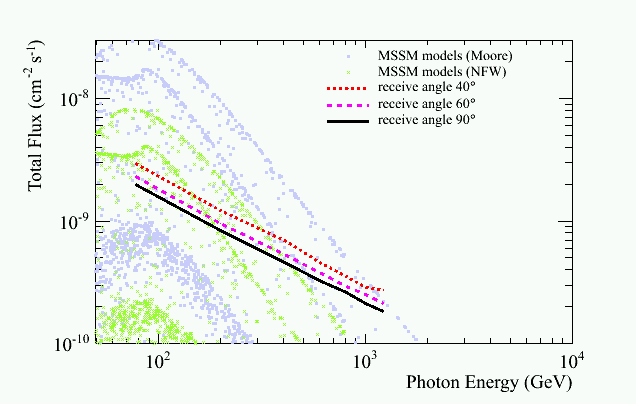 MSSM models (Moore)
MSSM models (NFW)
receive angle 40°
receive angle 60°
receive angle 90°
Total Flux (cm⁻² s⁻¹)
10⁻⁸
10⁻⁹
10⁻¹⁰
10² 10³ 10⁴
Photon Energy (GeV)